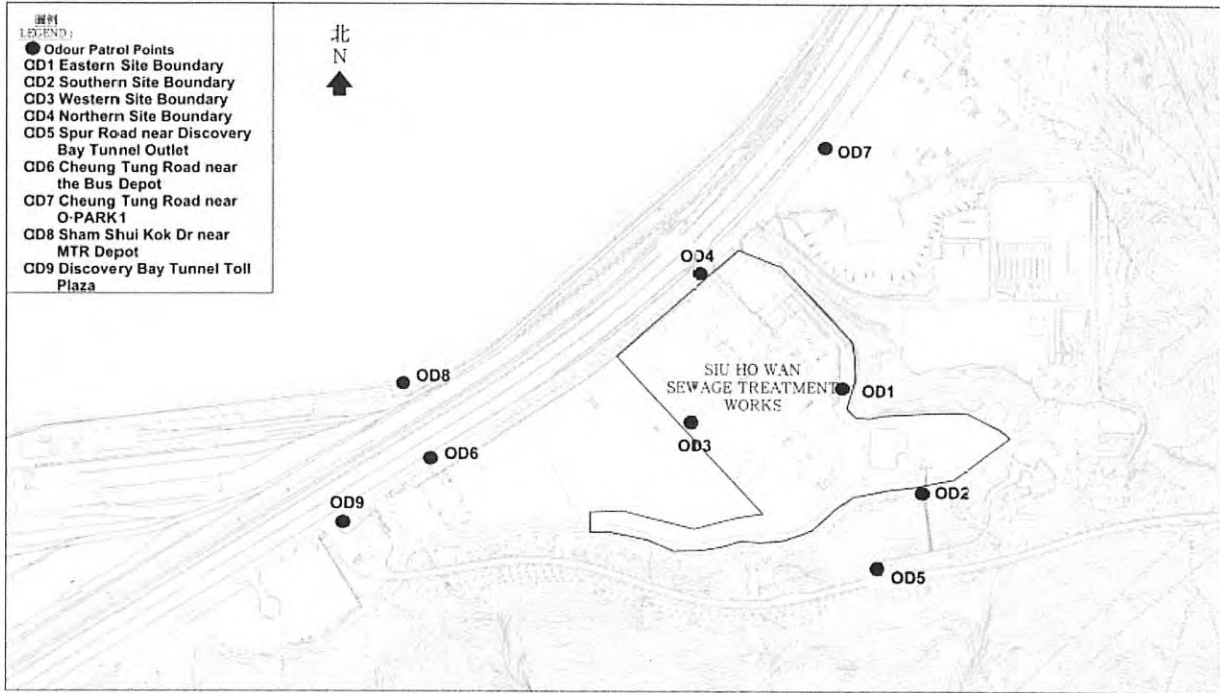 圖例
LEGEND:
Odour Patrol Points
OD1 Eastern Site Boundary
OD2 Southern Site Boundary
OD3 Western Site Boundary
OD4 Northern Site Boundary
OD5 Spur Road near Discovery
Bay Tunnel Outlet
OD6 Cheung Tung Road near
the Bus Depot
OD7 Cheung Tung Road near
O·PARK1
OD8 Sham Shui Kok Dr near
MTR Depot
OD9 Discovery Bay Tunnel Toll
Plaza
北
N
OD7
OD4
OD8
SIU HO WAN
SEWAGE TREATMENT
WORKS
OD1
OD3
OD6
OD2
OD9
OD5